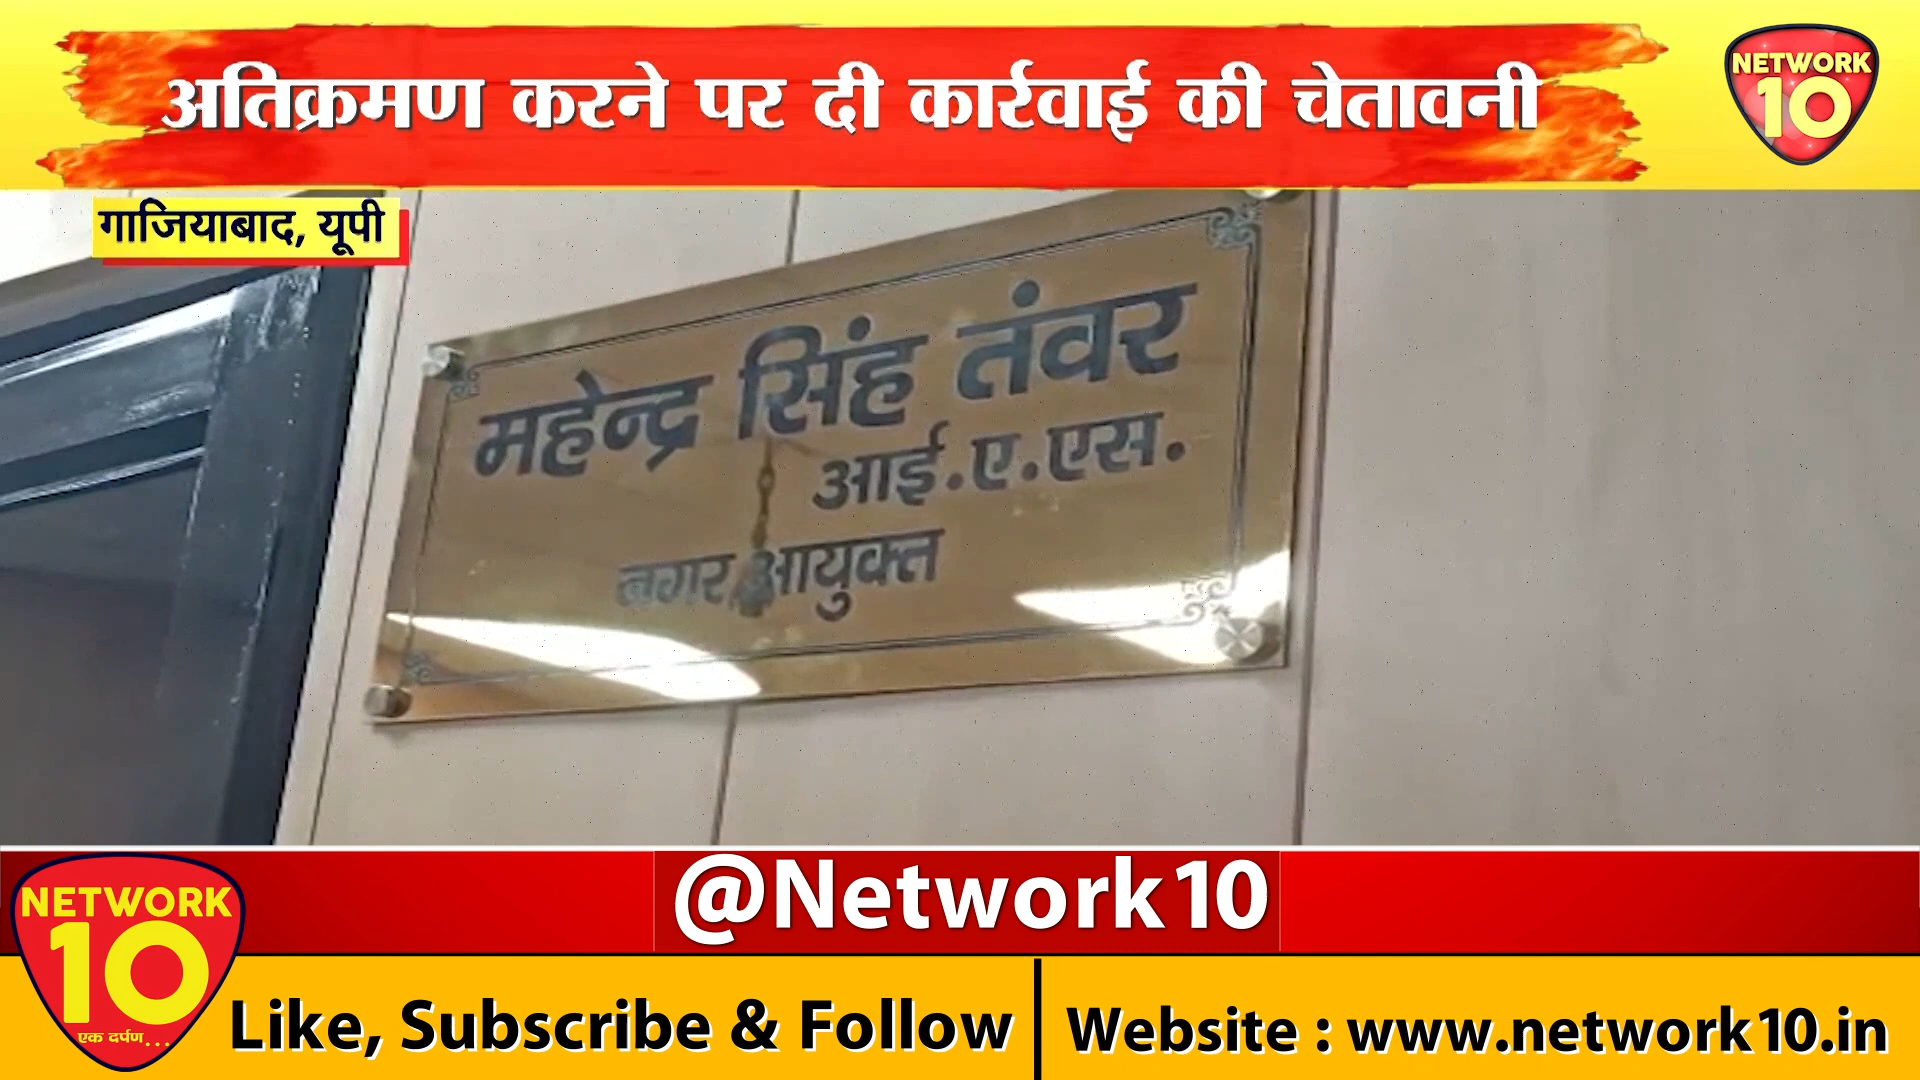 अतिक्रमण करने पर दी कार्रवाई की चेतावनी
NETWORK
10
गाजियाबाद, यूपी
महेन्द्र सिंह तंवर
आई.ए.एस.
नगर आयुक्त
@Network10
NETWORK
10
एक दर्पण...
Like, Subscribe & Follow
Website : www.network10.in